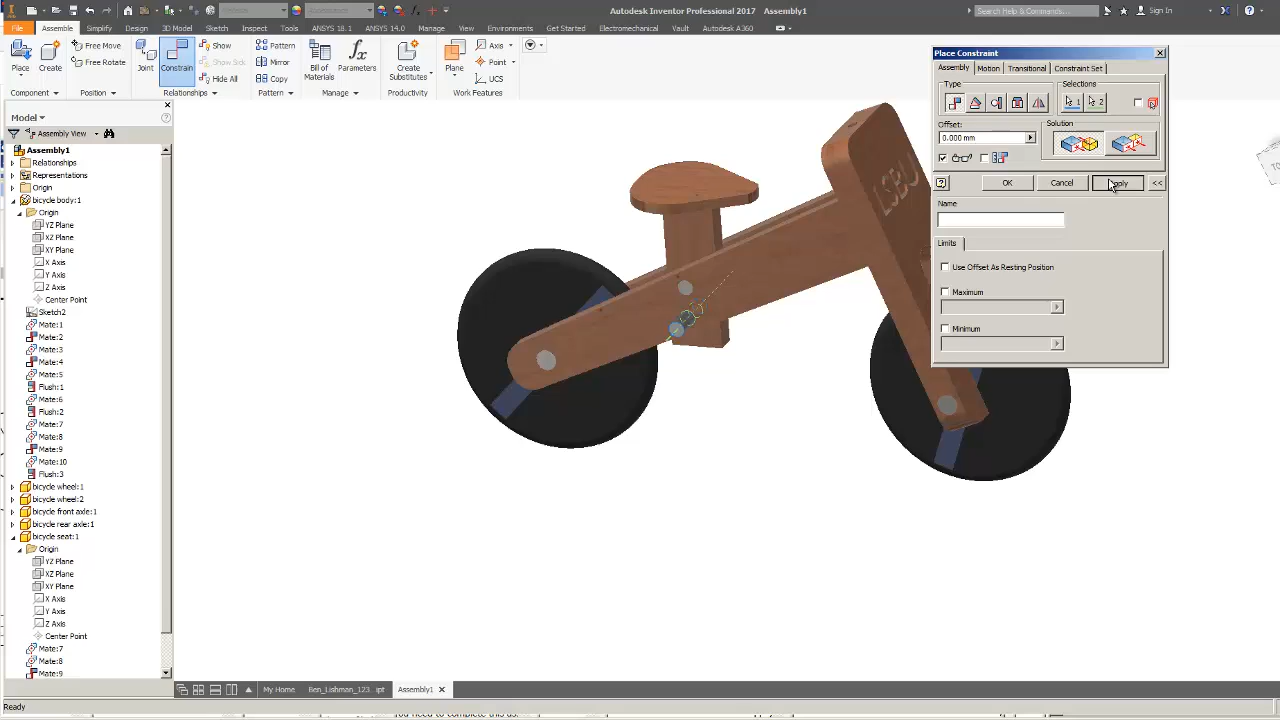 Autodesk Inventor Professional 2017 Assembly1
Search Help & Commands...
Sign In
File Assemble Simplify Design 3D Model Sketch Inspect Tools ANSYS 18.1 ANSYS 14.0 Manage View Environments Get Started Electromechanical Vault Autodesk A360
Place Create
Component
Free Move
Free Rotate
Position
Joint Constrain
Show
Show Sick
Hide All
Relationships
Pattern
Mirror
Copy
Pattern
Bill of Materials
Parameters
Manage
Create Substitutes
Productivity
Plane
Axis
Point
UCS
Work Features
Model
Assembly View
Assembly1
Relationships
Representations
Origin
bicycle body:1
Origin
YZ Plane
XZ Plane
XY Plane
X Axis
Y Axis
Z Axis
Center Point
Sketch2
Mate:1
Mate:2
Mate:3
Mate:4
Mate:5
Flush:1
Mate:6
Flush:2
Mate:7
Mate:8
Mate:9
Mate:10
Flush:3
bicycle wheel:1
bicycle wheel:2
bicycle front axle:1
bicycle rear axle:1
bicycle seat:1
Origin
YZ Plane
XZ Plane
XY Plane
X Axis
Y Axis
Z Axis
Center Point
Mate:7
Mate:8
Mate:9
LSBU
Place Constraint
Assembly Motion Transitional Constraint Set
Type
Selections
1 2
Offset:
0.000 mm
Solution
OK Cancel Apply <<
Name
Limits
Use Offset As Resting Position
Maximum
Minimum
My Home Ben_Lishman_123...ipt Assembly1
Ready